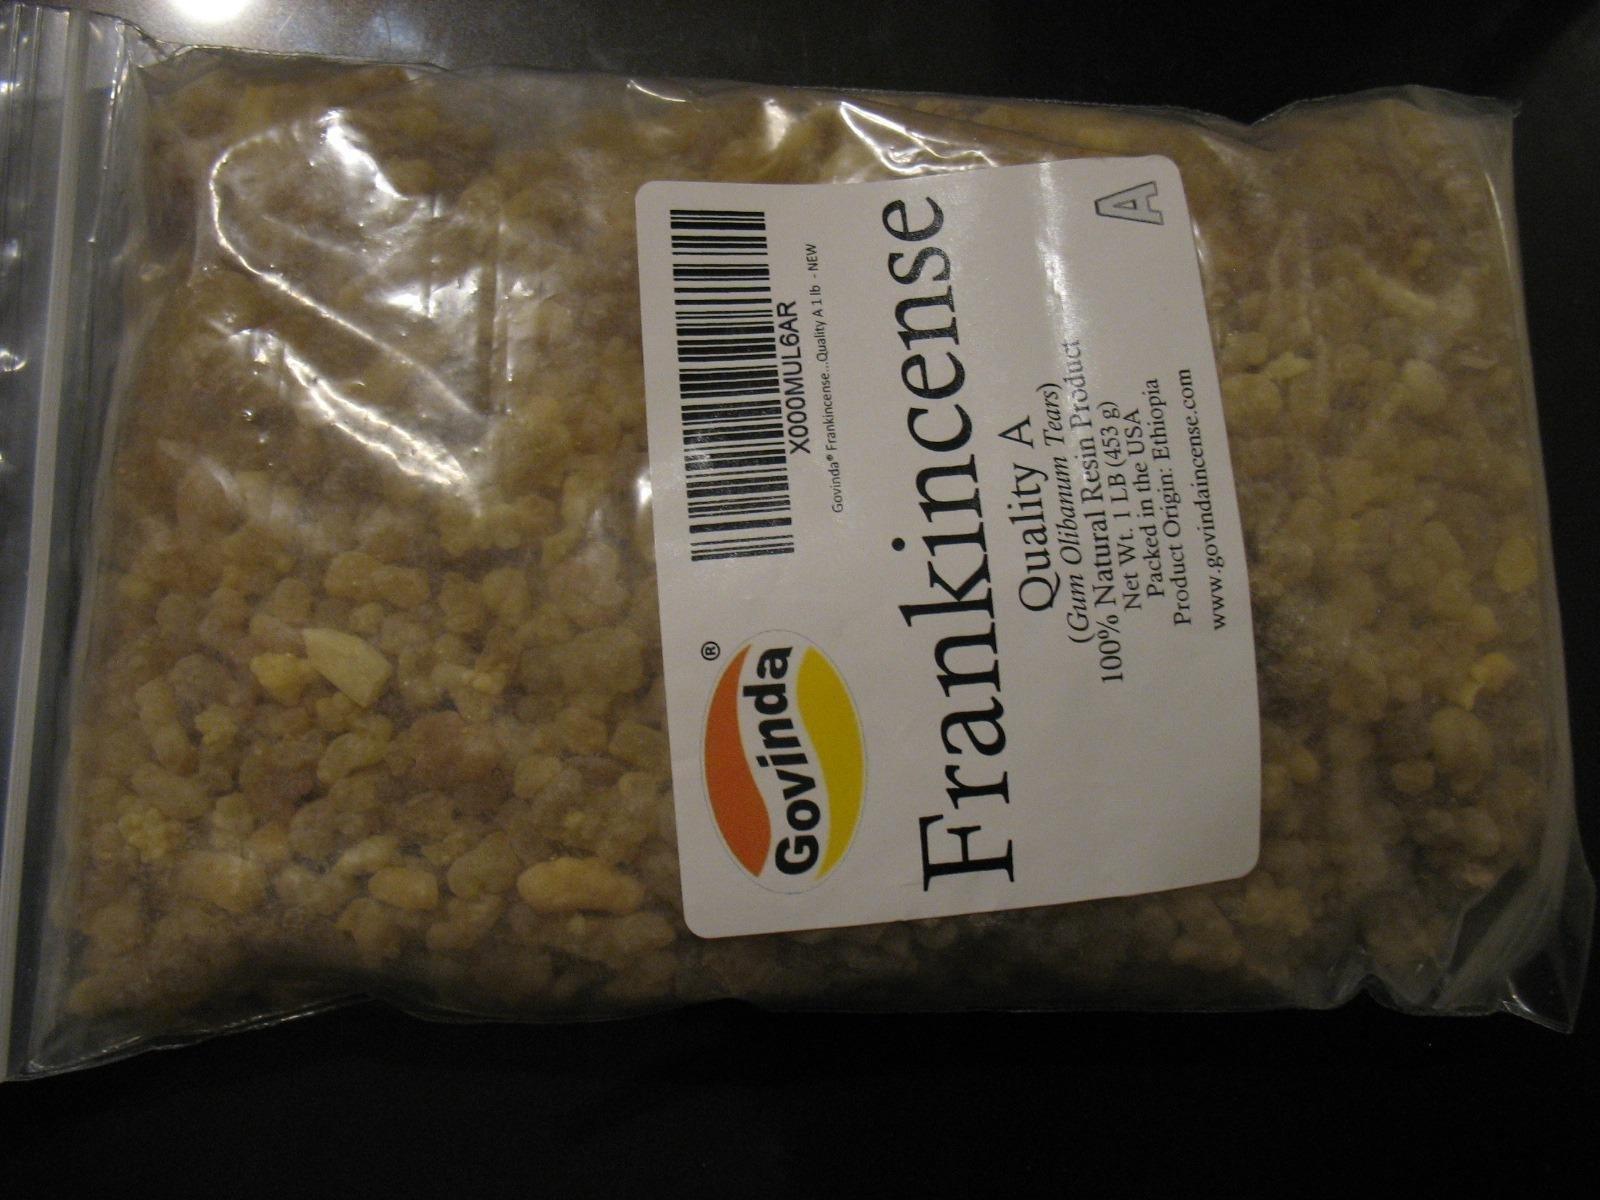 Govinda®
X000MUL6AR
Govinda® Frankincense...Quality A 1 lb - NEW
Frankincense
Quality A
(Gum Olibanum Tears)
100% Natural Resin Product
Net Wt. 1 LB (453 g)
Packed in the USA
Product Origin: Ethiopia
www.govindaincense.com
A